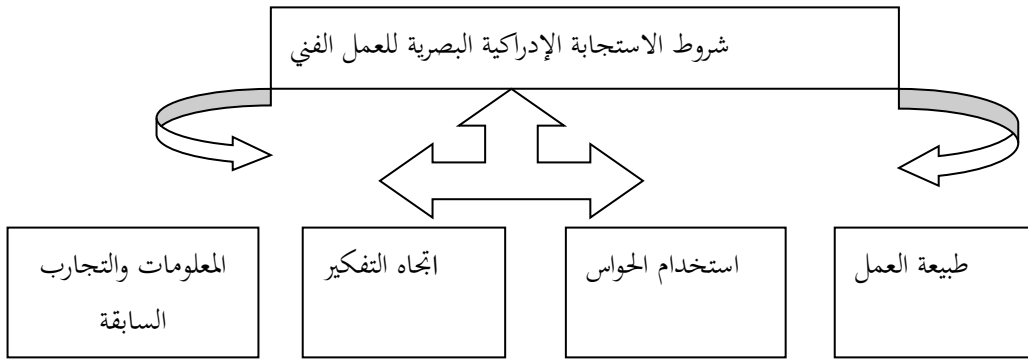 شروط الاستجابة الإدراكية البصرية للعمل الفني
طبيعة العمل
استخدام الحواس
اتجاه التفكير
المعلومات والتجارب
السابقة